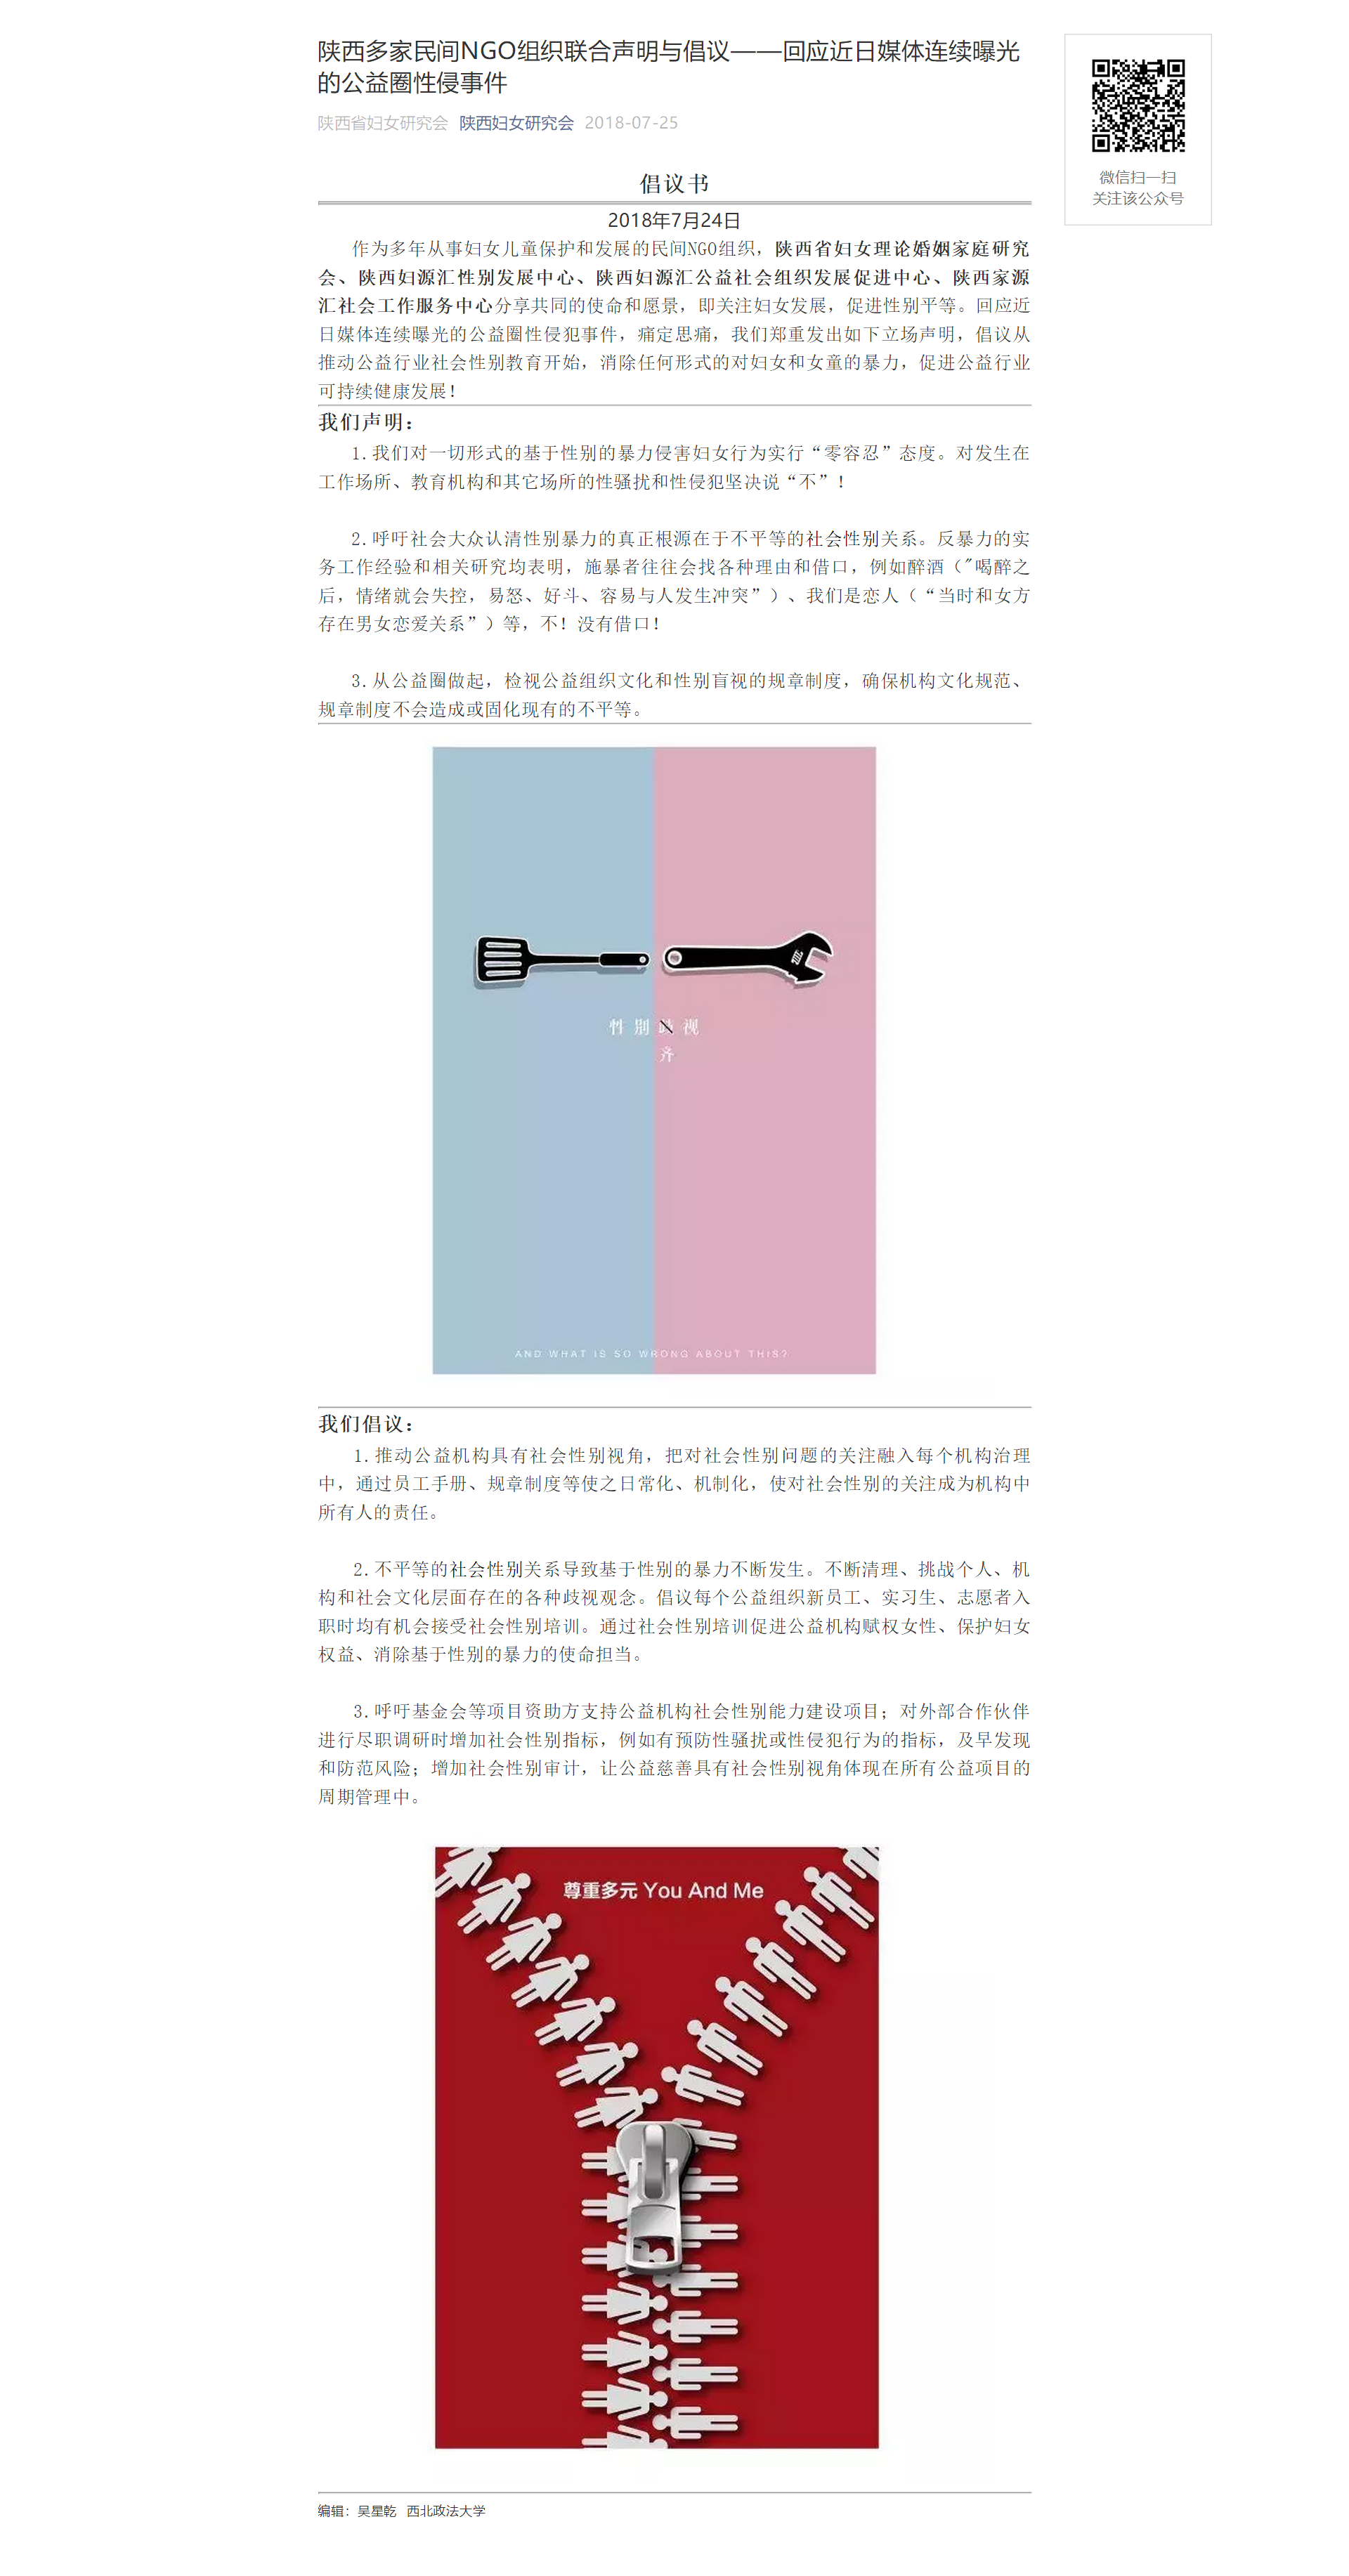 陕西多家民间NGO组织联合声明与倡议——回应近日媒体连续曝光
的公益圈性侵事件
陕西省妇女研究会 陕西妇女研究会 2018-07-25
微信扫一扫
关注该公众号
倡议书
2018年7月24日
作为多年从事妇女儿童保护和发展的民间NGO组织，陕西省妇女理论婚姻家庭研究
会、陕西妇源汇性别发展中心、陕西妇源汇公益社会组织发展促进中心、陕西家源
汇社会工作服务中心分享共同的使命和愿景，即关注妇女发展，促进性别平等。回应近
日媒体连续曝光的公益圈性侵犯事件，痛定思痛，我们郑重发出如下立场声明，倡议从
推动公益行业社会性别教育开始，消除任何形式的对妇女和女童的暴力，促进公益行业
可持续健康发展！
我们声明：
1.我们对一切形式的基于性别的暴力侵害妇女行为实行“零容忍”态度。对发生在
工作场所、教育机构和其它场所的性骚扰和性侵犯坚决说“不”！
2.呼吁社会大众认清性别暴力的真正根源在于不平等的社会性别关系。反暴力的实
务工作经验和相关研究均表明，施暴者往往会找各种理由和借口，例如醉酒（"喝醉之
后，情绪就会失控，易怒、好斗、容易与人发生冲突”）、我们是恋人（“当时和女方
存在男女恋爱关系”）等，不！没有借口！
3.从公益圈做起，检视公益组织文化和性别盲视的规章制度，确保机构文化规范、
规章制度不会造成或固化现有的不平等。
性别歧视
齐
AND WHAT IS SO WRONG ABOUT THIS?
我们倡议：
1.推动公益机构具有社会性别视角，把对社会性别问题的关注融入每个机构治理
中，通过员工手册、规章制度等使之日常化、机制化，使对社会性别的关注成为机构中
所有人的责任。
2.不平等的社会性别关系导致基于性别的暴力不断发生。不断清理、挑战个人、机
构和社会文化层面存在的各种歧视观念。倡议每个公益组织新员工、实习生、志愿者入
职时均有机会接受社会性别培训。通过社会性别培训促进公益机构赋权女性、保护妇女
权益、消除基于性别的暴力的使命担当。
3.呼吁基金会等项目资助方支持公益机构社会性别能力建设项目；对外部合作伙伴
进行尽职调研时增加社会性别指标，例如有预防性骚扰或性侵犯行为的指标，及早发现
和防范风险；增加社会性别审计，让公益慈善具有社会性别视角体现在所有公益项目的
周期管理中。
尊重多元 You And Me
编辑：吴星乾 西北政法大学